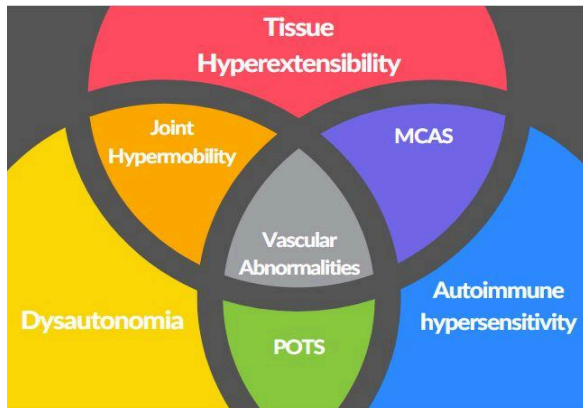 Tissue
Hyperextensibility
Joint
Hypermobility
MCAS
Vascular
Abnormalities
Dysautonomia
Autoimmune
hypersensitivity
POTS